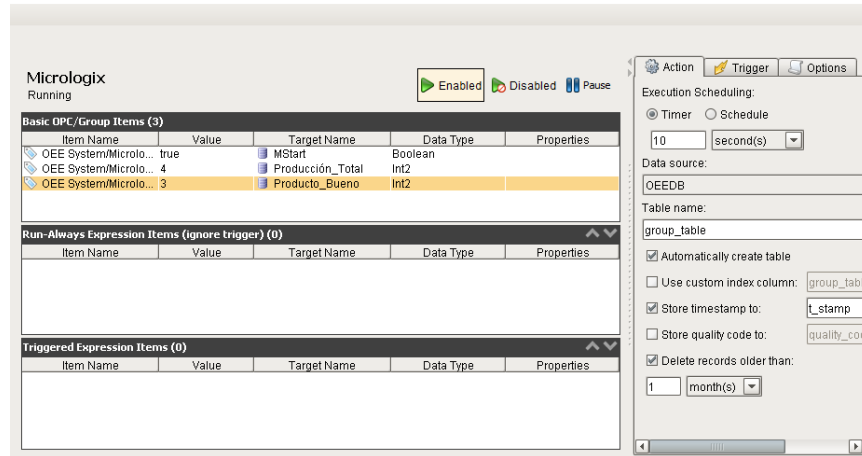 Micrologix
Running
Enabled Disabled Pause
Basic OPC/Group Items (3)
Item Name Value Target Name Data Type Properties
OEE System/Microlo... true MStart Boolean
OEE System/Microlo... 4 Producción_Total Int2
OEE System/Microlo... 3 Producto_Bueno Int2
Run-Always Expression Items (ignore trigger) (0)
Item Name Value Target Name Data Type Properties
Triggered Expression Items (0)
Item Name Value Target Name Data Type Properties
Action Trigger Options
Execution Scheduling:
Timer Schedule
10 second(s)
Data source:
OEEDB
Table name:
group_table
Automatically create table
Use custom index column: group_tab
Store timestamp to: t_stamp
Store quality code to: quality_co
Delete records older than:
1 month(s)